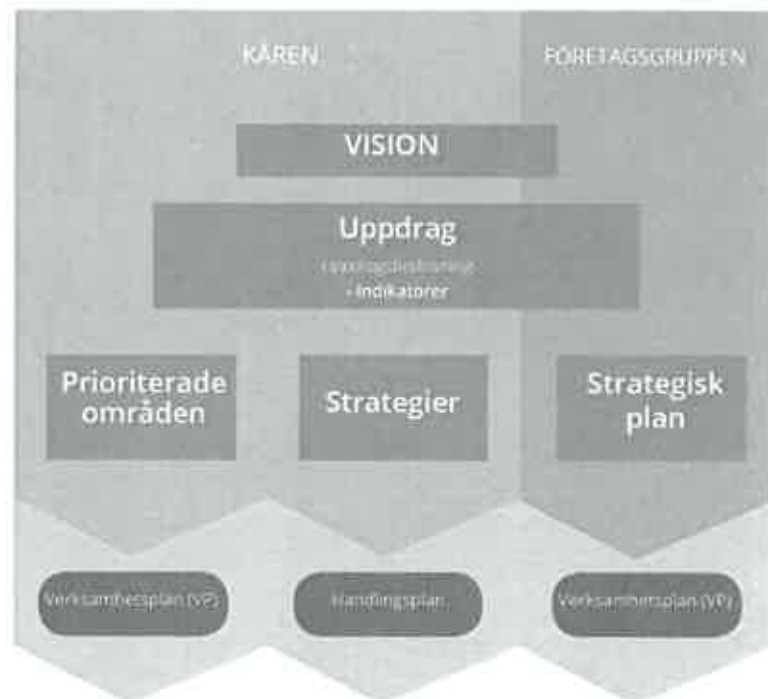 KÅREN
FÖRETAGSGRUPPEN
VISION
Uppdrag
- Indikatorer
Prioriterade
områden
Strategier
Strategisk
plan
Verksamhetsplan (VP)
Handlingsplan
Verksamhetsplan (VP)